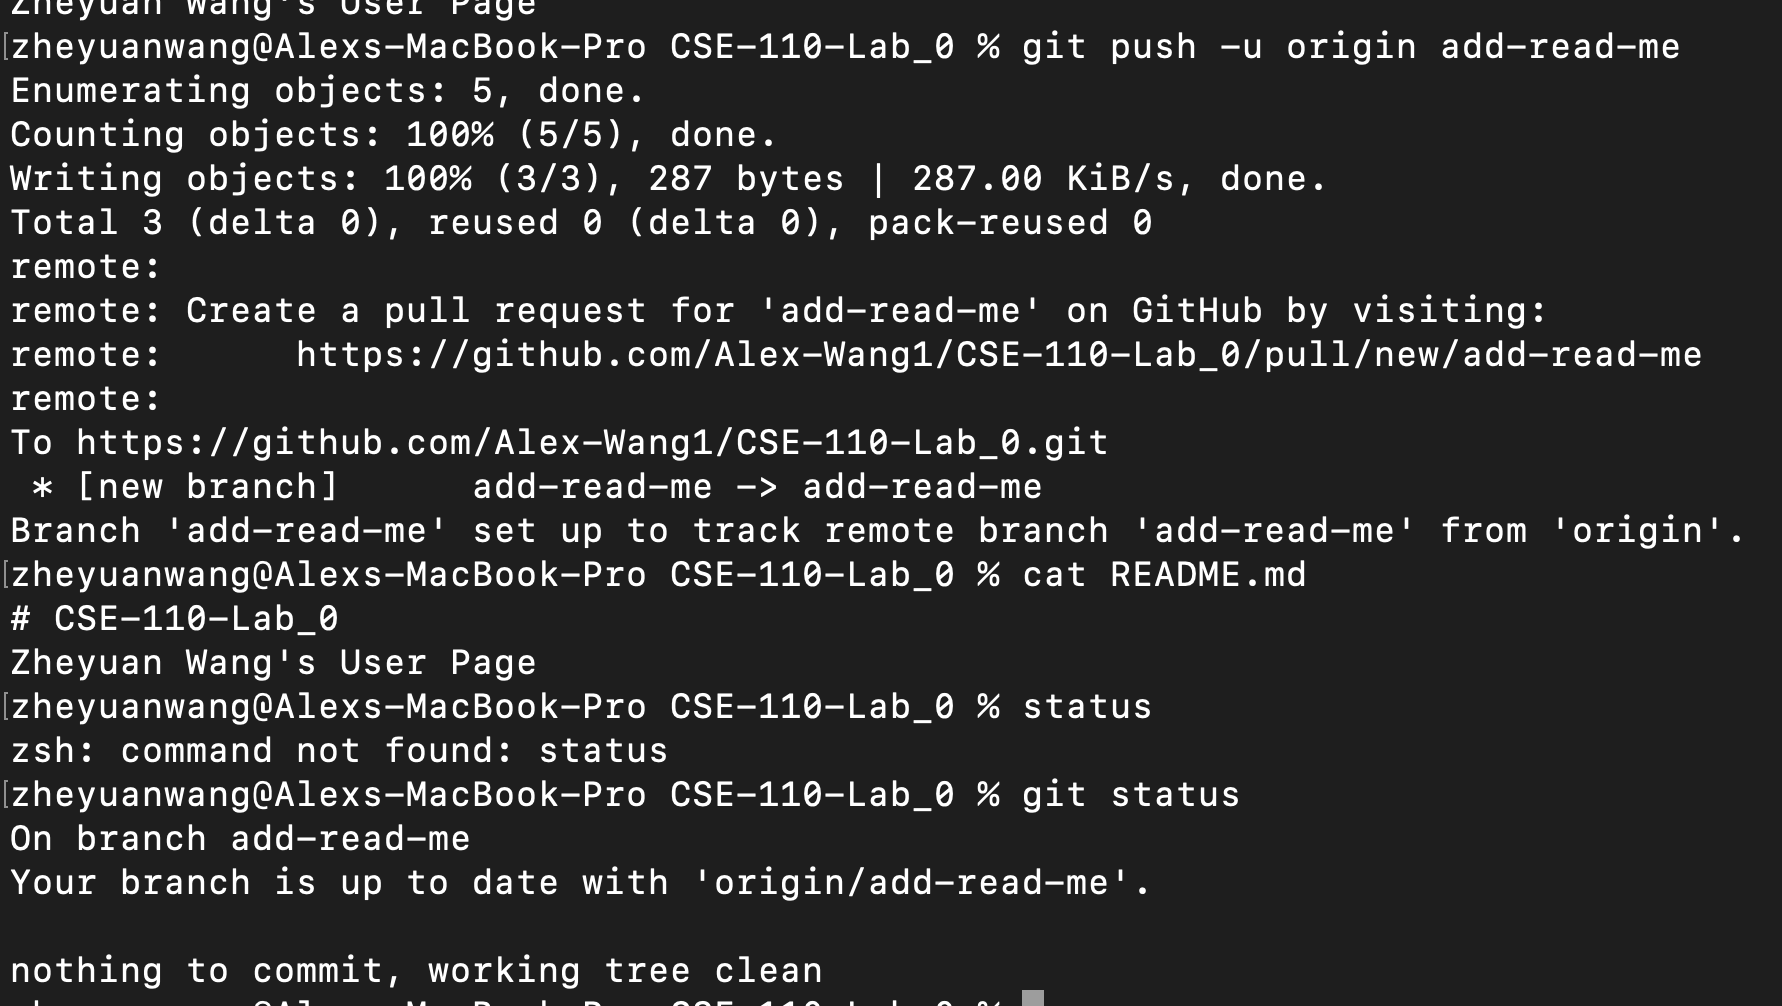 Zheyuan Wang's User Page
[zheyuanwang@Alexs-MacBook-Pro CSE-110-Lab_0 % git push -u origin add-read-me
Enumerating objects: 5, done.
Counting objects: 100% (5/5), done.
Writing objects: 100% (3/3), 287 bytes | 287.00 KiB/s, done.
Total 3 (delta 0), reused 0 (delta 0), pack-reused 0
remote:
remote: Create a pull request for 'add-read-me' on GitHub by visiting:
remote:      https://github.com/Alex-Wang1/CSE-110-Lab_0/pull/new/add-read-me
remote:
To https://github.com/Alex-Wang1/CSE-110-Lab_0.git
 * [new branch]      add-read-me -> add-read-me
Branch 'add-read-me' set up to track remote branch 'add-read-me' from 'origin'.
[zheyuanwang@Alexs-MacBook-Pro CSE-110-Lab_0 % cat README.md
# CSE-110-Lab_0
Zheyuan Wang's User Page
[zheyuanwang@Alexs-MacBook-Pro CSE-110-Lab_0 % status
zsh: command not found: status
[zheyuanwang@Alexs-MacBook-Pro CSE-110-Lab_0 % git status
On branch add-read-me
Your branch is up to date with 'origin/add-read-me'.

nothing to commit, working tree clean
zheyuanwang@Alexs-MacBook-Pro CSE-110-Lab_0 %